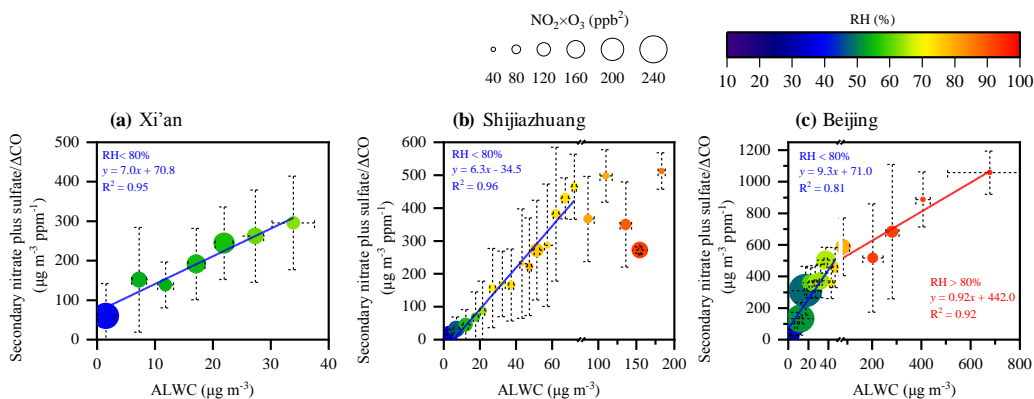 NO₂×O₃ (ppb²)
40 80 120 160 200 240
RH (%)
10 20 30 40 50 60 70 80 90 100
(a) Xi'an
Secondary nitrate plus sulfate/ΔCO
(μg m⁻³ ppm⁻¹)
500
400
300
200
100
0
RH< 80%
y = 7.0x + 70.8
R² = 0.95
0 10 20 30 40
ALWC (μg m⁻³)
(b) Shijiazhuang
Secondary nitrate plus sulfate/ΔCO
(μg m⁻³ ppm⁻¹)
600
500
400
300
200
100
0
RH< 80%
y = 6.3x - 34.5
R² = 0.96
0 20 40 60 100 150 200
ALWC (μg m⁻³)
(c) Beijing
Secondary nitrate plus sulfate/ΔCO
(μg m⁻³ ppm⁻¹)
1200
1000
800
600
400
200
0
RH< 80%
y = 9.3x + 71.0
R² = 0.81
RH > 80%
y = 0.92x + 442.0
R² = 0.92
0 20 40 200 400 600 800
ALWC (μg m⁻³)